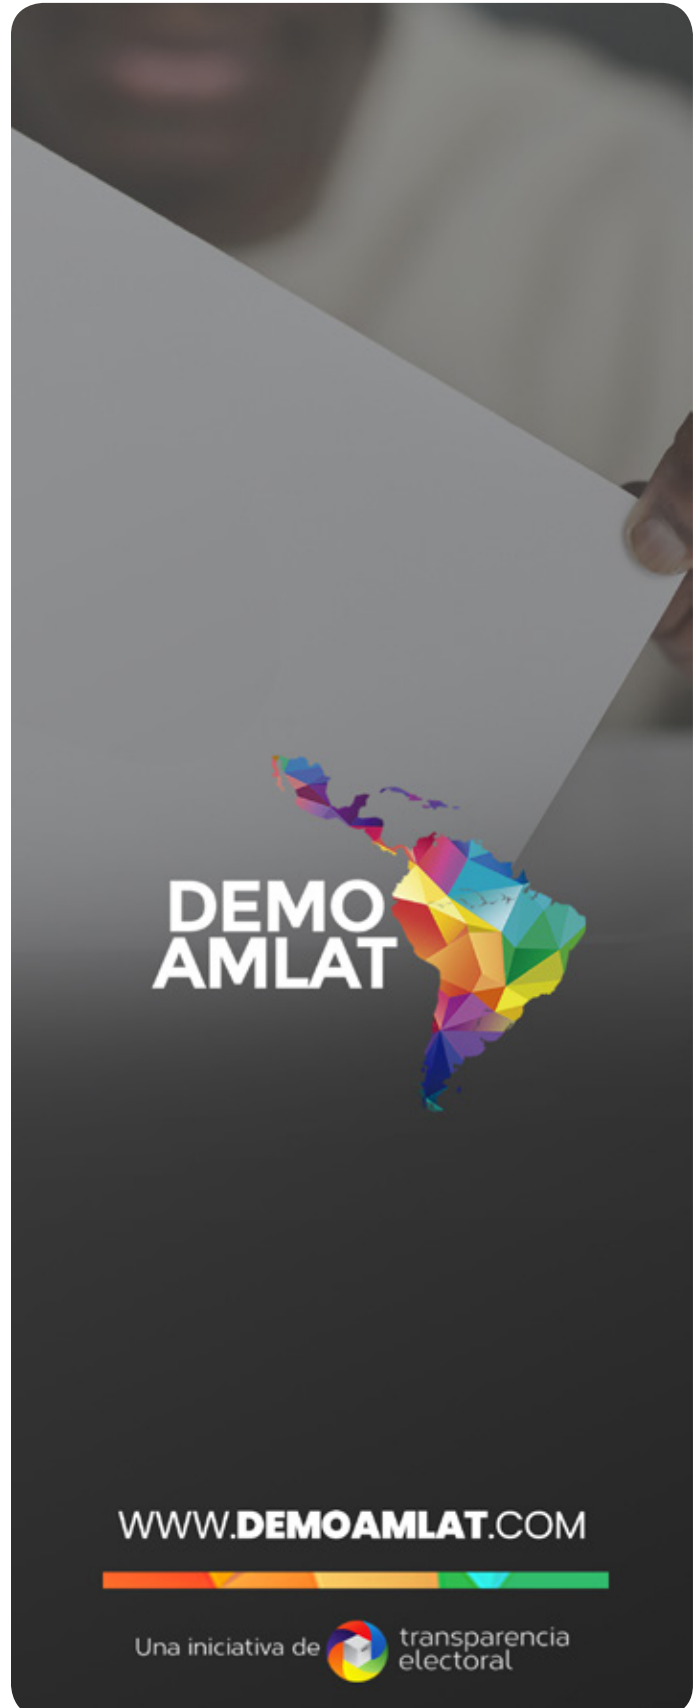 DEMO
AMLAT
WWW.DEMOAMLAT.COM
Una iniciativa de transparencia
electoral